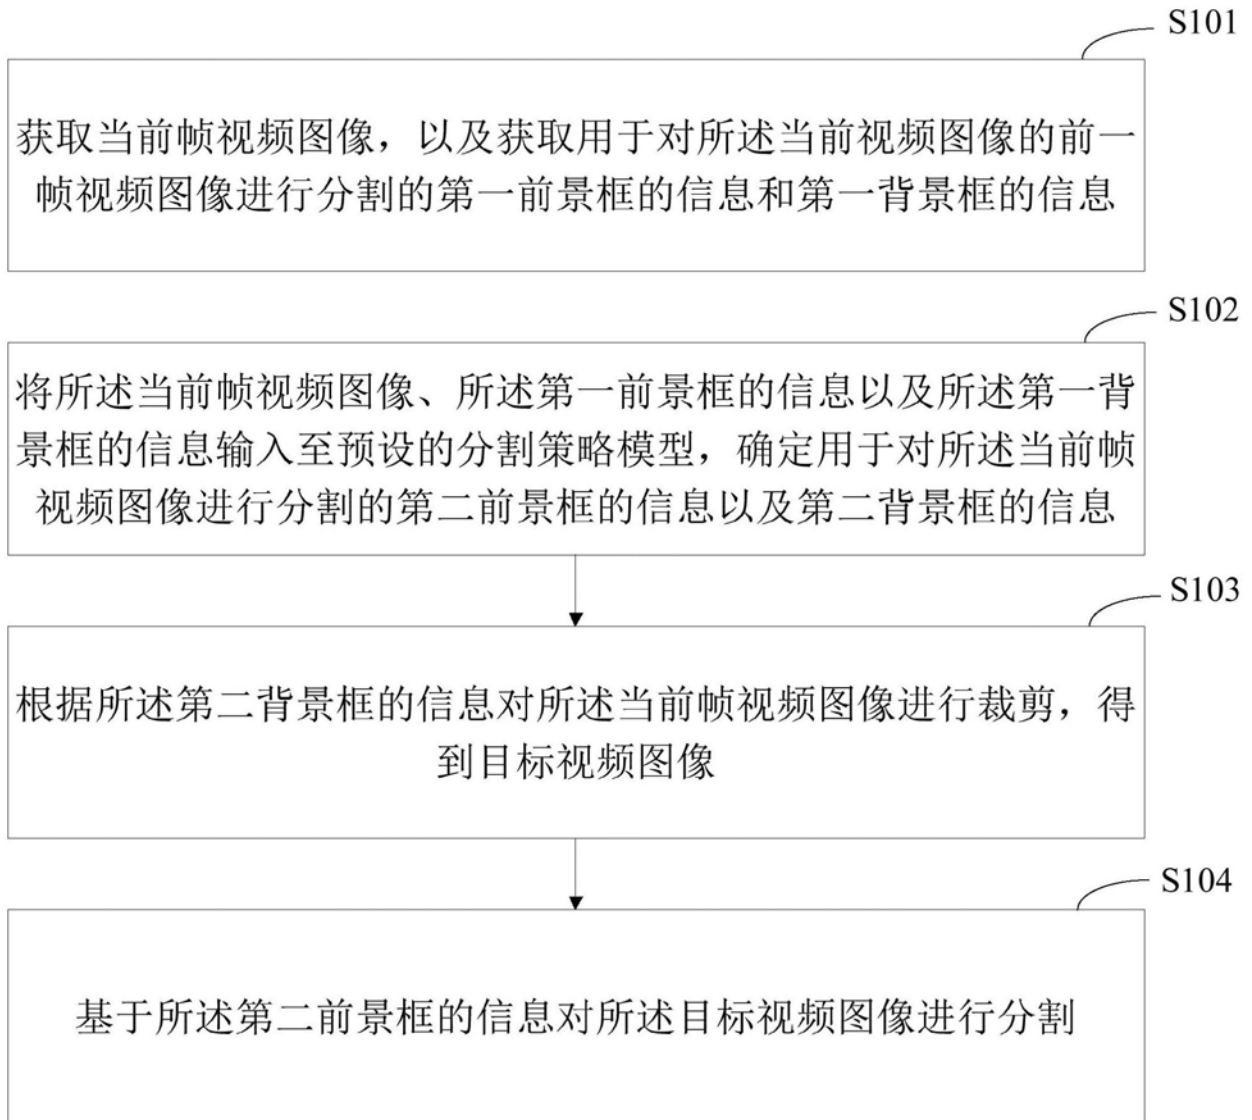 S101
获取当前帧视频图像，以及获取用于对所述当前视频图像的前一
帧视频图像进行分割的第一前景框的信息和第一背景框的信息
S102
将所述当前帧视频图像、所述第一前景框的信息以及所述第一背
景框的信息输入至预设的分割策略模型，确定用于对所述当前帧
视频图像进行分割的第二前景框的信息以及第二背景框的信息
S103
根据所述第二背景框的信息对所述当前帧视频图像进行裁剪，得
到目标视频图像
S104
基于所述第二前景框的信息对所述目标视频图像进行分割